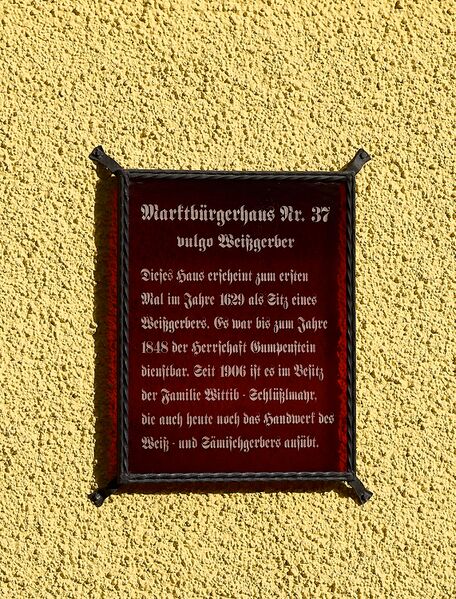 Marktbürgerhaus Nr. 37
vulgo Weißgerber
Dieses Haus erscheint zum ersten
Mal im Jahre 1629 als Sitz eines
Weißgerbers. Es war bis zum Jahre
1848 der Herrschaft Gumpenstein
dienstbar. Seit 1906 ist es im Besitz
der Familie Wittib - Schlüßlmayr,
die auch heute noch das Handwerk des
Weiß - und Sämischgerbers ausübt.